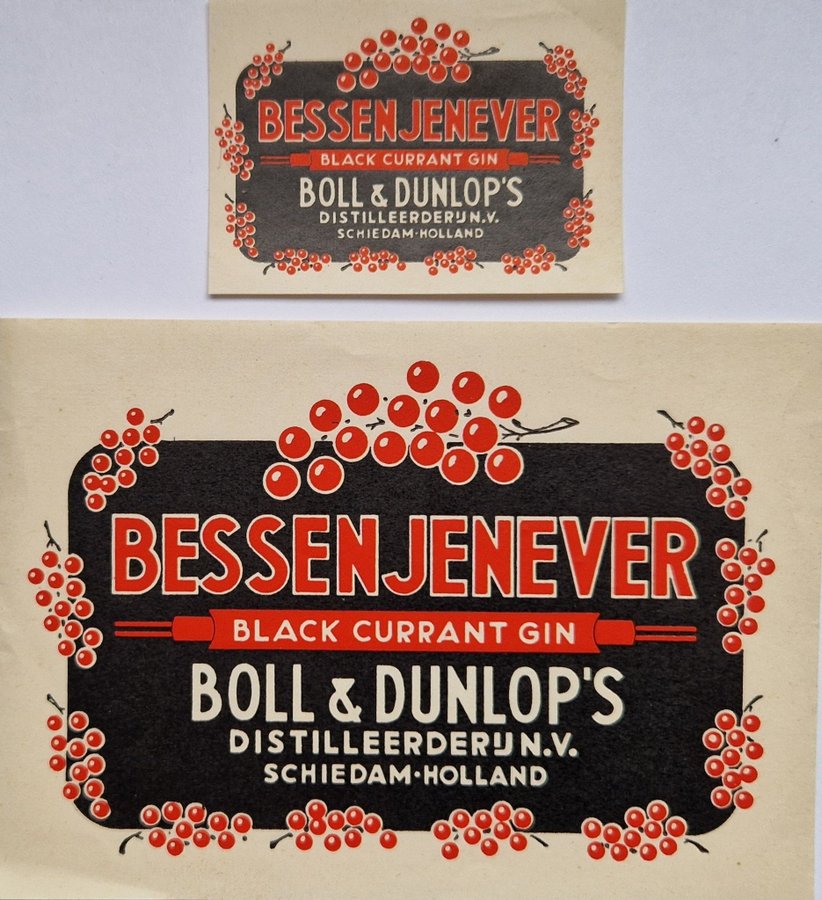 BESSENJENEVER
BLACK CURRANT GIN
BOLL & DUNLOP'S
DISTILLEERDERIJ N.V.
SCHIEDAM·HOLLAND
BESSENJENEVER
BLACK CURRANT GIN
BOLL & DUNLOP'S
DISTILLEERDERIJ N.V.
SCHIEDAM·HOLLAND